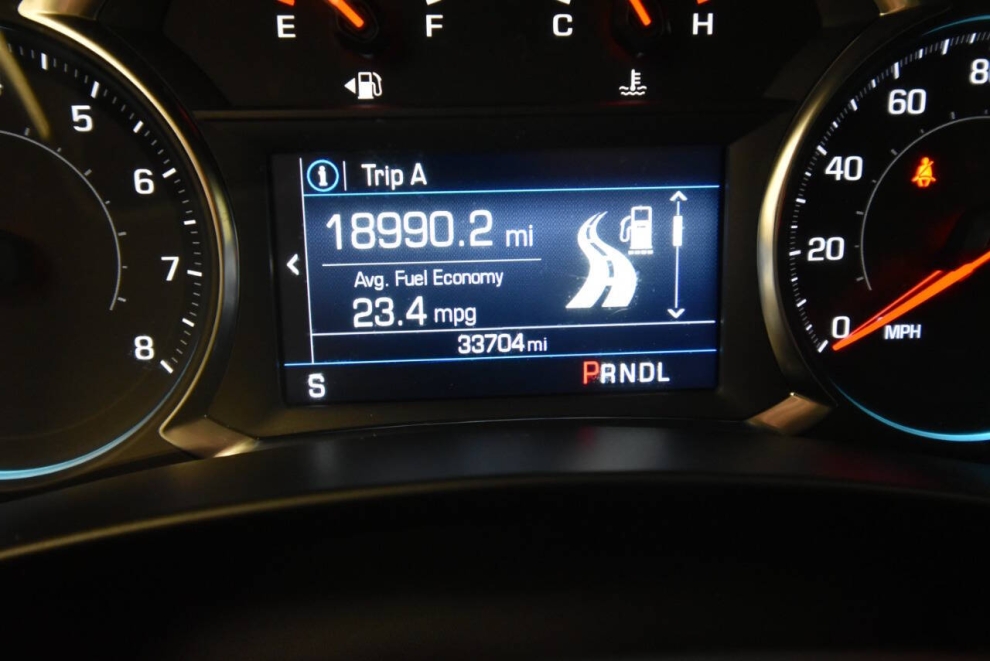 E F C H
5
6
7
8
i Trip A
18990.2 mi
Avg. Fuel Economy
23.4 mpg
33704 mi
S PRNDL
80
60
40
20
0
MPH